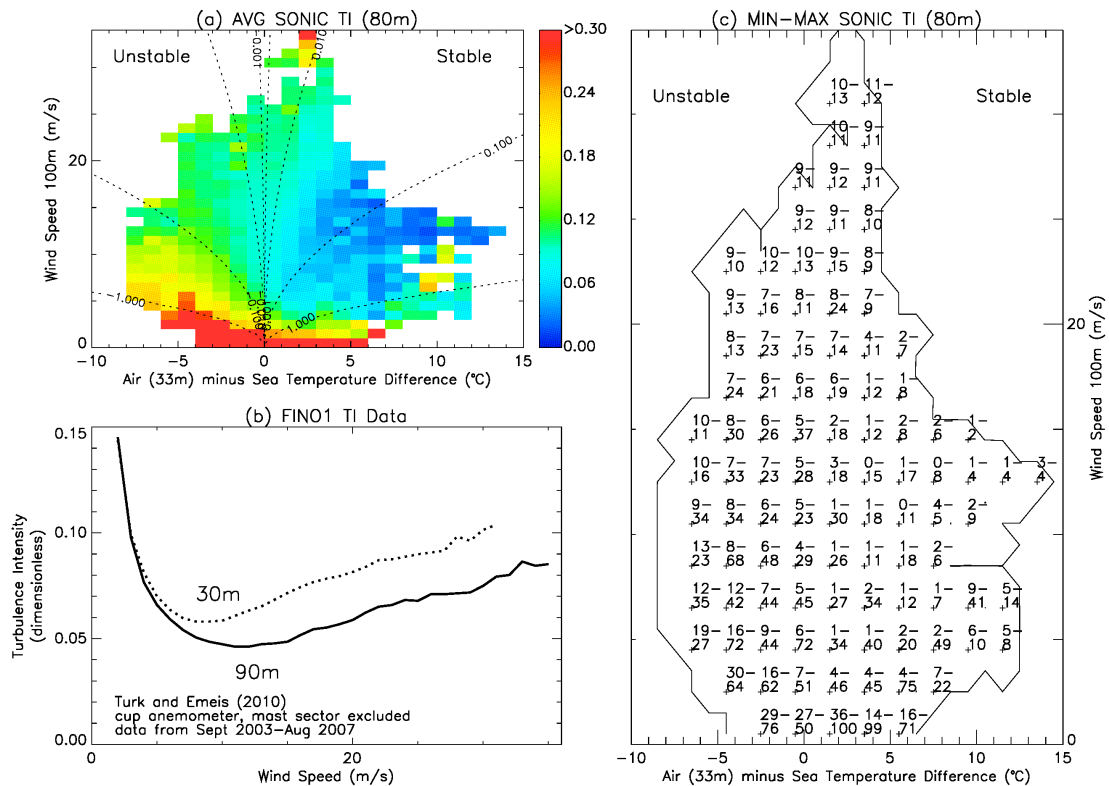 (a) AVG SONIC TI (80m)
Unstable
Stable
0.001
0.010
0.100
1.000
1.000
>0.30
0.24
0.18
0.12
0.06
0.00
20
0
Wind Speed 100m (m/s)
−10 −5 0 5 10 15
Air (33m) minus Sea Temperature Difference (°C)
(b) FINO1 TI Data
0.15
0.10
0.05
0.00
Turbulence Intensity
(dimensionless)
30m
90m
Turk and Emeis (2010)
cup anemometer, mast sector excluded
data from Sept 2003−Aug 2007
0 20
Wind Speed (m/s)
(c) MIN−MAX SONIC TI (80m)
Unstable
Stable
10− 11−
13 12
10− 9−
11 11
9− 9− 9−
11 12 11
9− 9− 8−
12 11 10
9− 10− 10− 9− 8−
10 12 13 15 9
9− 7− 8− 8− 7−
13 16 11 24 9
8− 7− 7− 7− 4− 2−
13 23 15 14 11 7
7− 6− 6− 6− 1− 1−
24 21 18 19 12 8
10− 8− 6− 5− 1− 2− 2− 2− 1−
11 30 26 37 18 12 8 6 2
10− 7− 7− 5− 3− 0− 1− 0− 1− 1− 3−
16 33 23 28 18 15 17 8 4 4 4
9− 8− 6− 5− 1− 1− 0− 4− 2−
34 34 24 23 30 18 11 5 9
13− 8− 6− 4− 1− 1− 1− 2−
23 68 48 29 26 11 18 6
12− 12− 7− 5− 1− 2− 1− 1− 9− 5−
35 42 44 45 27 34 12 7 41 14
19− 16− 9− 6− 1− 1− 2− 2− 6− 5−
27 72 44 72 34 40 20 49 10 8
30− 16− 7− 4− 4− 4− 7−
64 62 51 46 45 75 22
29− 27− 36− 14− 16−
76 50 100 99 71
20
0
Wind Speed 100m (m/s)
−10 −5 0 5 10 15
Air (33m) minus Sea Temperature Difference (°C)